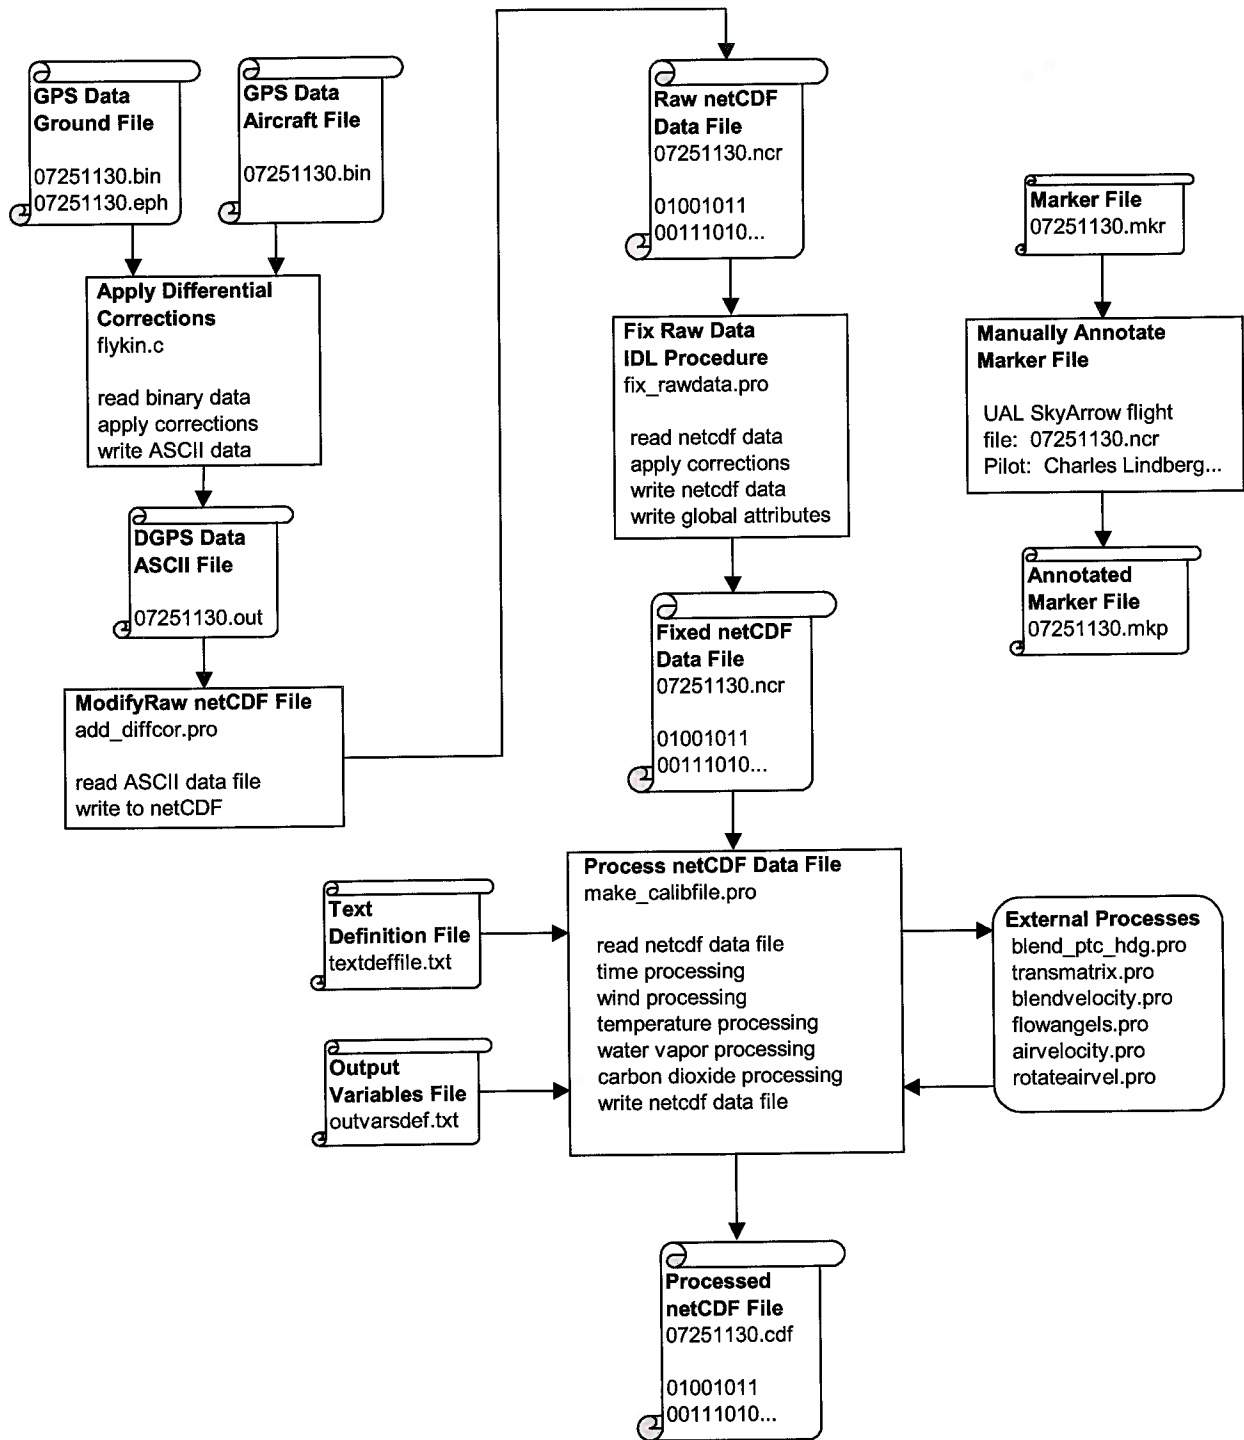 GPS Data
Ground File
07251130.bin
07251130.eph
GPS Data
Aircraft File
07251130.bin
Apply Differential
Corrections
flykin.c
read binary data
apply corrections
write ASCII data
DGPS Data
ASCII File
07251130.out
ModifyRaw netCDF File
add_diffcor.pro
read ASCII data file
write to netCDF
Raw netCDF
Data File
07251130.ncr
01001011
00111010...
Fix Raw Data
IDL Procedure
fix_rawdata.pro
read netcdf data
apply corrections
write netcdf data
write global attributes
Fixed netCDF
Data File
07251130.ncr
01001011
00111010...
Marker File
07251130.mkr
Manually Annotate
Marker File
UAL SkyArrow flight
file: 07251130.ncr
Pilot: Charles Lindberg...
Annotated
Marker File
07251130.mkp
Text
Definition File
textdeffile.txt
Output
Variables File
outvarsdef.txt
Process netCDF Data File
make_calibfile.pro
read netcdf data file
time processing
wind processing
temperature processing
water vapor processing
carbon dioxide processing
write netcdf data file
External Processes
blend_ptc_hdg.pro
transmatrix.pro
blendvelocity.pro
flowangels.pro
airvelocity.pro
rotateairvel.pro
Processed
netCDF File
07251130.cdf
01001011
00111010...